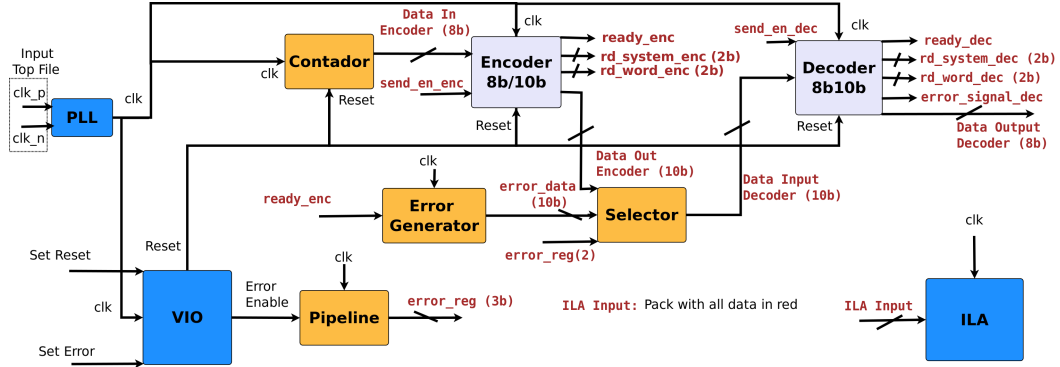 Input
Top File
clk_p
clk_n
PLL
clk
clk
Contador
Reset
Data In
Encoder (8b)
send_en_enc
clk
Encoder
8b/10b
Reset
ready_enc
rd_system_enc (2b)
rd_word_enc (2b)
send_en_dec
clk
Decoder
8b10b
Reset
ready_dec
rd_system_dec (2b)
rd_word_dec (2b)
error_signal_dec
Data Output
Decoder (8b)
Data Out
Encoder (10b)
Data Input
Decoder (10b)
ready_enc
clk
Error
Generator
error_data
(10b)
Selector
error_reg(2)
Set Reset
Reset
clk
VIO
Set Error
Error
Enable
clk
Pipeline
error_reg (3b)
ILA Input: Pack with all data in red
ILA Input
clk
ILA